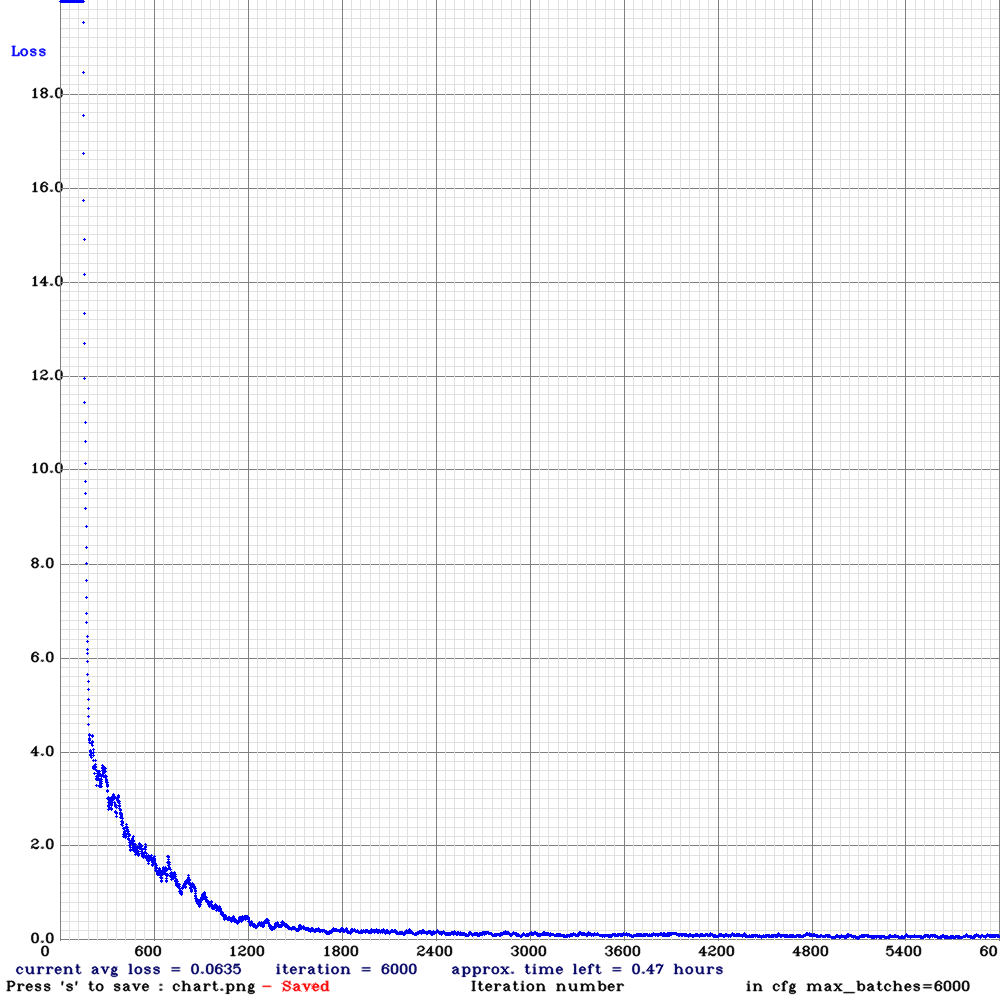 Loss
18.0
16.0
14.0
12.0
10.0
8.0
6.0
4.0
2.0
0.0
0 600 1200 1800 2400 3000 3600 4200 4800 5400 60
current avg loss = 0.0635 iteration = 6000 approx. time left = 0.47 hours
Press 's' to save : chart.png - Saved Iteration number in cfg max_batches=6000